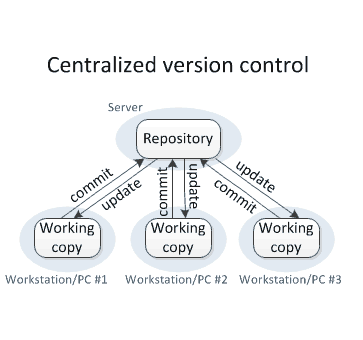 Centralized version control
Server
Repository
commit
update
commit
update
commit
update
Working
copy
Working
copy
Working
copy
Workstation/PC #1
Workstation/PC #2
Workstation/PC #3